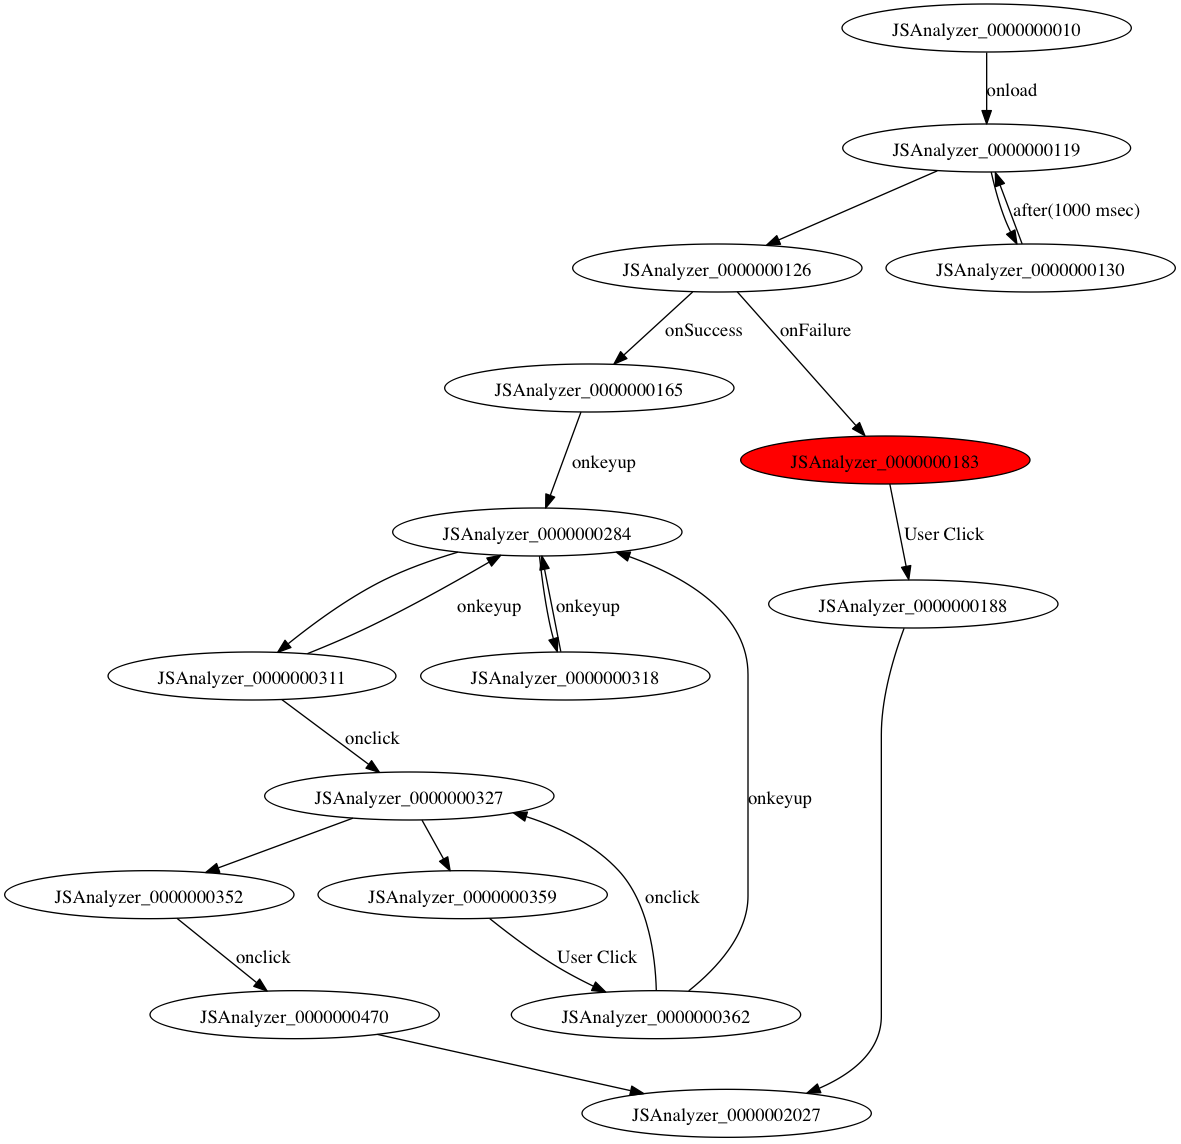 JSAnalyzer_0000000010
onload
JSAnalyzer_0000000119
after(1000 msec)
JSAnalyzer_0000000126
JSAnalyzer_0000000130
onSuccess
onFailure
JSAnalyzer_0000000165
JSAnalyzer_0000000183
onkeyup
JSAnalyzer_0000000284
User Click
JSAnalyzer_0000000188
onkeyup
onkeyup
JSAnalyzer_0000000311
JSAnalyzer_0000000318
onclick
JSAnalyzer_0000000327
onkeyup
JSAnalyzer_0000000352
JSAnalyzer_0000000359
onclick
onclick
User Click
JSAnalyzer_0000000470
JSAnalyzer_0000000362
JSAnalyzer_0000002027